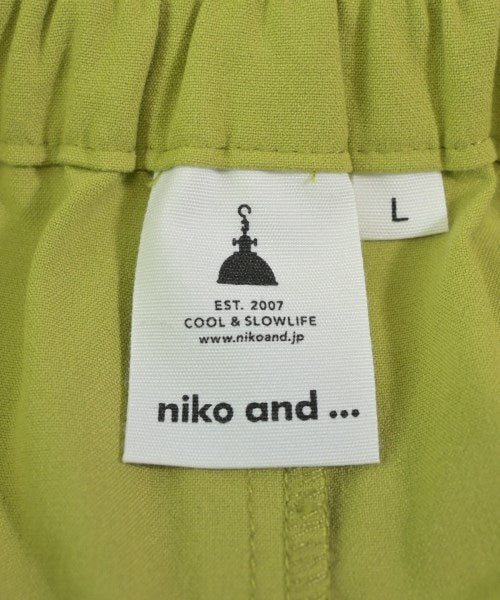 L
EST. 2007
COOL & SLOWLIFE
www.nikoand.jp
niko and ...